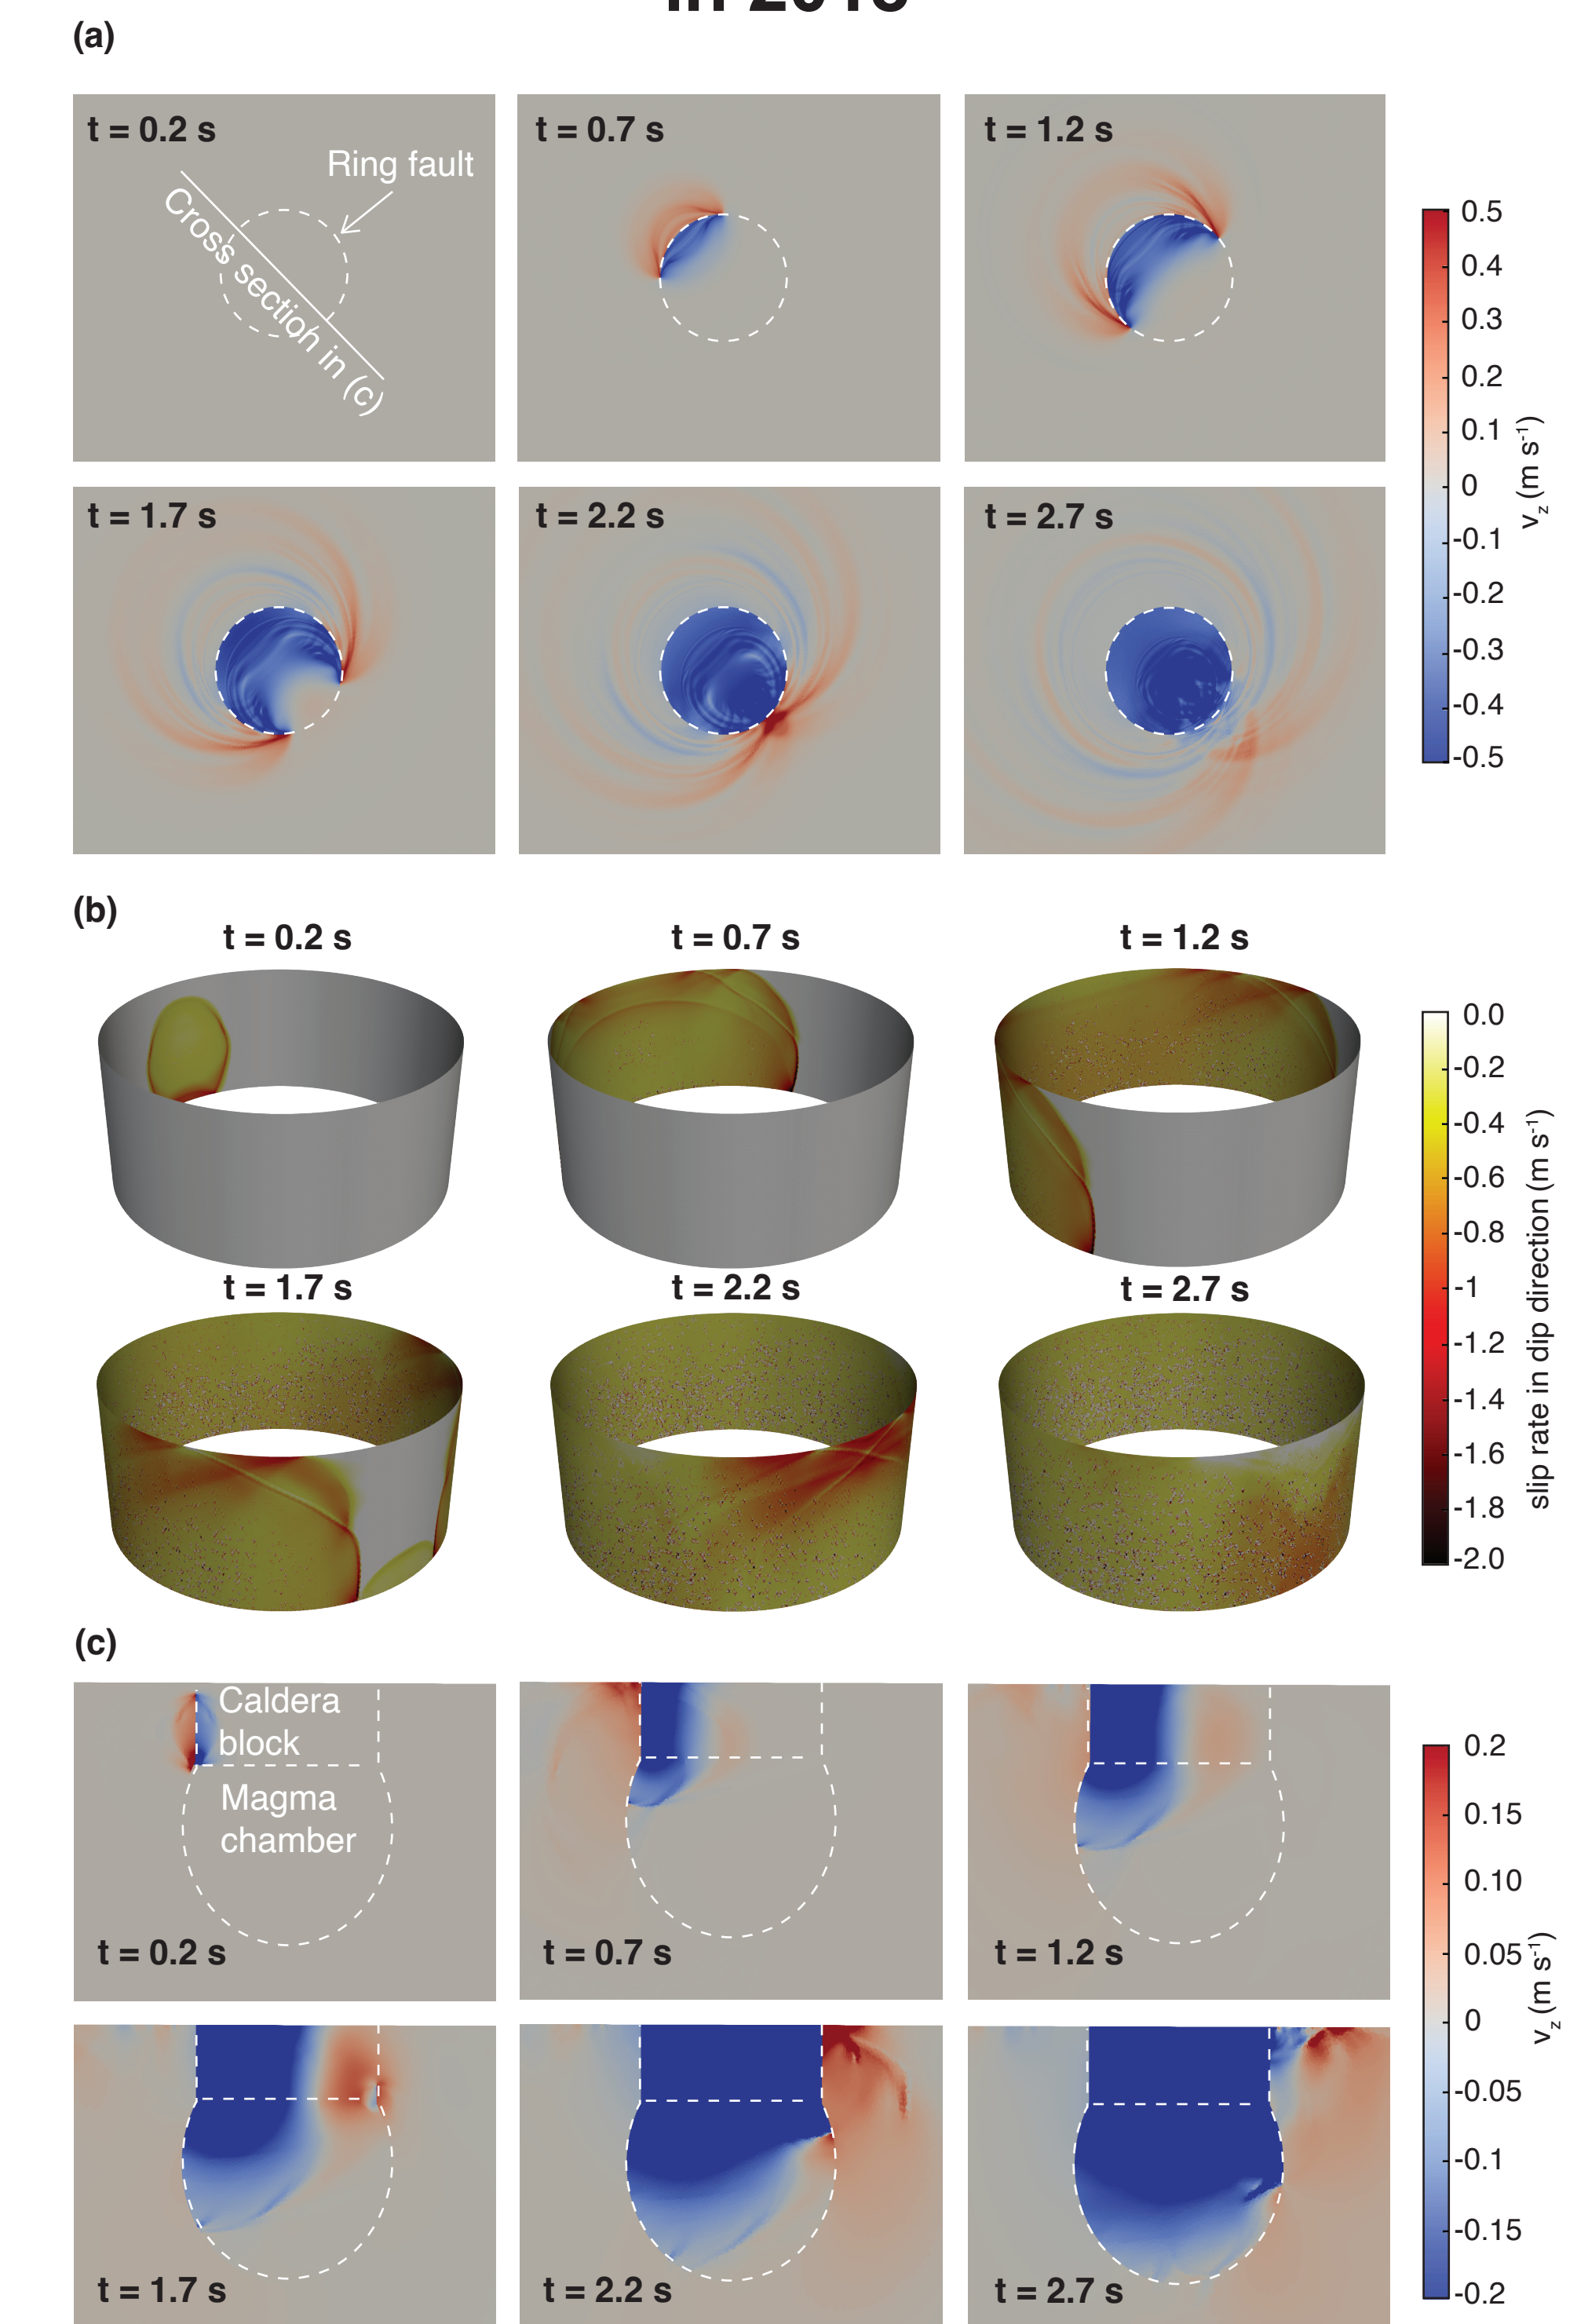 (a)
t = 0.2 s
Ring fault
Cross section in (c)
t = 0.7 s
t = 1.2 s
t = 1.7 s
t = 2.2 s
t = 2.7 s
0.5
0.4
0.3
0.2
0.1
0
-0.1
-0.2
-0.3
-0.4
-0.5
v_z (m s⁻¹)
(b)
t = 0.2 s
t = 0.7 s
t = 1.2 s
t = 1.7 s
t = 2.2 s
t = 2.7 s
0.0
-0.2
-0.4
-0.6
-0.8
-1
-1.2
-1.4
-1.6
-1.8
-2.0
slip rate in dip direction (m s⁻¹)
(c)
Caldera
block
Magma
chamber
t = 0.2 s
t = 0.7 s
t = 1.2 s
t = 1.7 s
t = 2.2 s
t = 2.7 s
0.2
0.15
0.10
0.05
0
-0.05
-0.1
-0.15
-0.2
v_z (m s⁻¹)